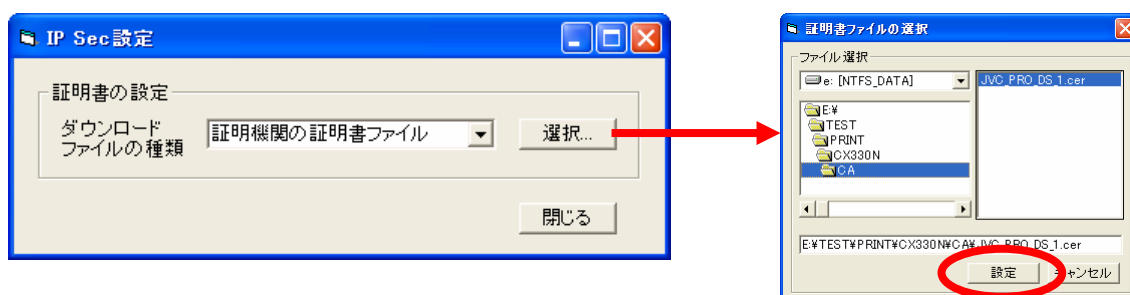 IP Sec設定
証明書の設定
ダウンロード
ファイルの種類
証明機関の証明書ファイル
選択...
閉じる
証明書ファイルの選択
ファイル選択
e: [NTFS_DATA]
JVC_PRO_DS_1.cer
E:¥
TEST
PRINT
CX330N
CA
E:¥TEST¥PRINT¥CX330N¥CA¥JVC_PRO_DS_1.cer
設定
キャンセル